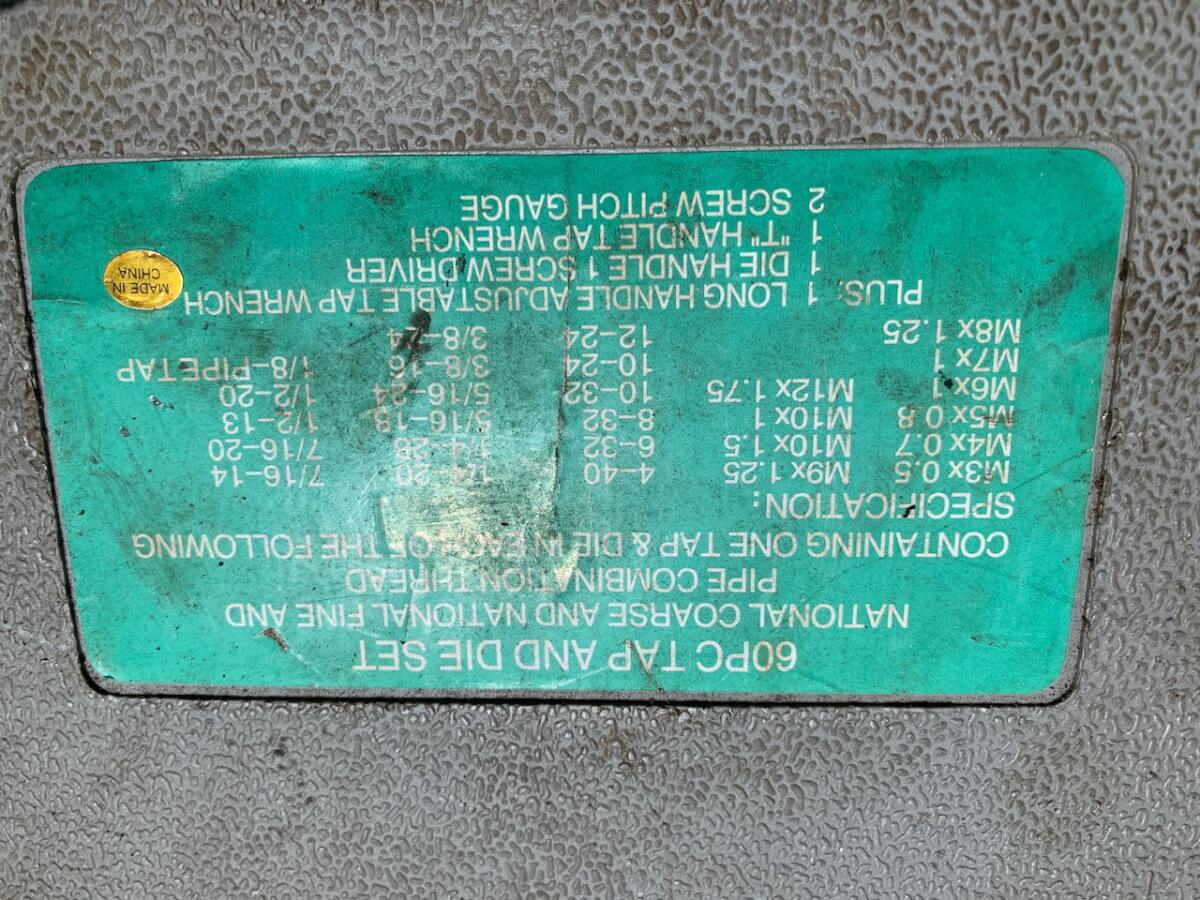 60PC TAP AND DIE SET
NATIONAL COARSE AND NATIONAL FINE AND
PIPE COMBINATION THREAD
CONTAINING ONE TAP & DIE IN EACH OF THE FOLLOWING
SPECIFICATION:
M3x 0.5 M9x 1.25 4-40 1/4-20 7/16-14
M4x 0.7 M10x 1.5 6-32 1/4-28 7/16-20
M5x 0.8 M10x 1 8-32 5/16-18 1/2-13
M6x 1 M12x 1.75 10-32 5/16-24 1/2-20
M7x 1 10-24 3/8-16 1/8-PIPE TAP
M8x 1.25 12-24 3/8-24
PLUS: 1 LONG HANDLE ADJUSTABLE TAP WRENCH
1 DIE HANDLE 1 SCREW DRIVER
1 "T" HANDLE TAP WRENCH
2 SCREW PITCH GAUGE
MADE IN
CHINA